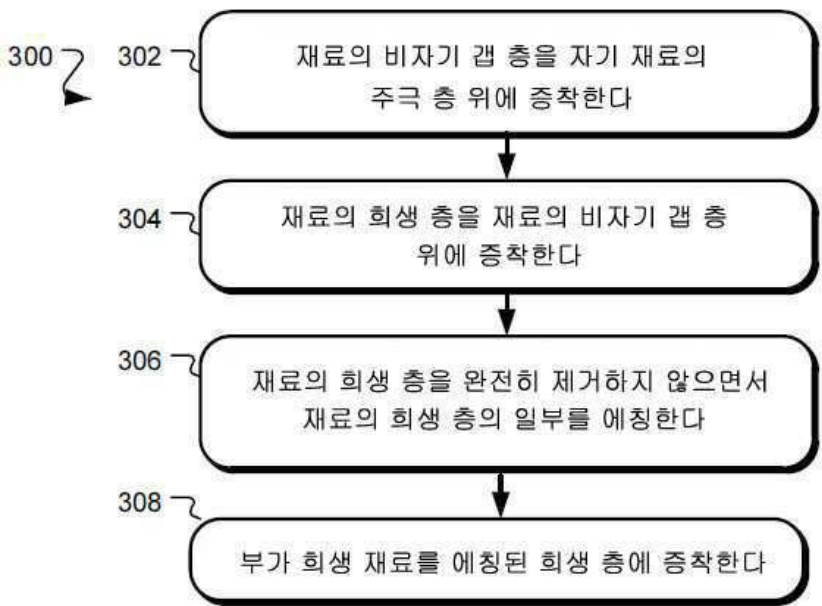 300
302
재료의 비자기 갭 층을 자기 재료의
주극 층 위에 증착한다
304
재료의 희생 층을 재료의 비자기 갭 층
위에 증착한다
306
재료의 희생 층을 완전히 제거하지 않으면서
재료의 희생 층의 일부를 에칭한다
308
부가 희생 재료를 에칭된 희생 층에 증착한다